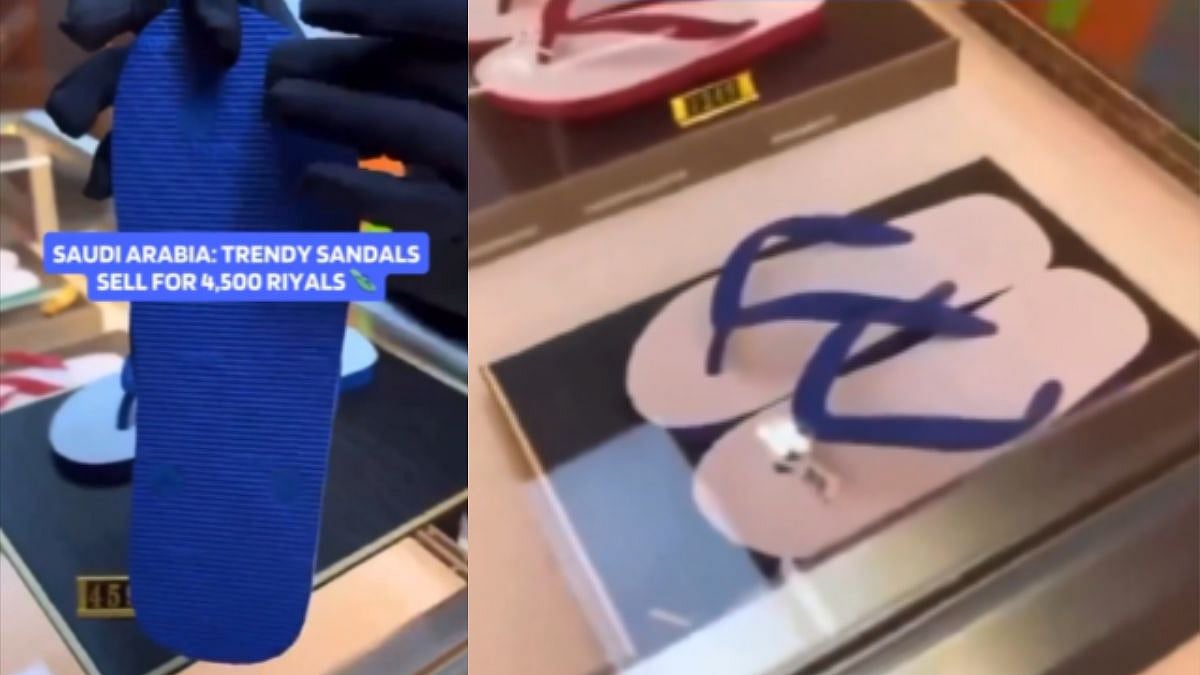 SAUDI ARABIA: TRENDY SANDALS
SELL FOR 4,500 RIYALS